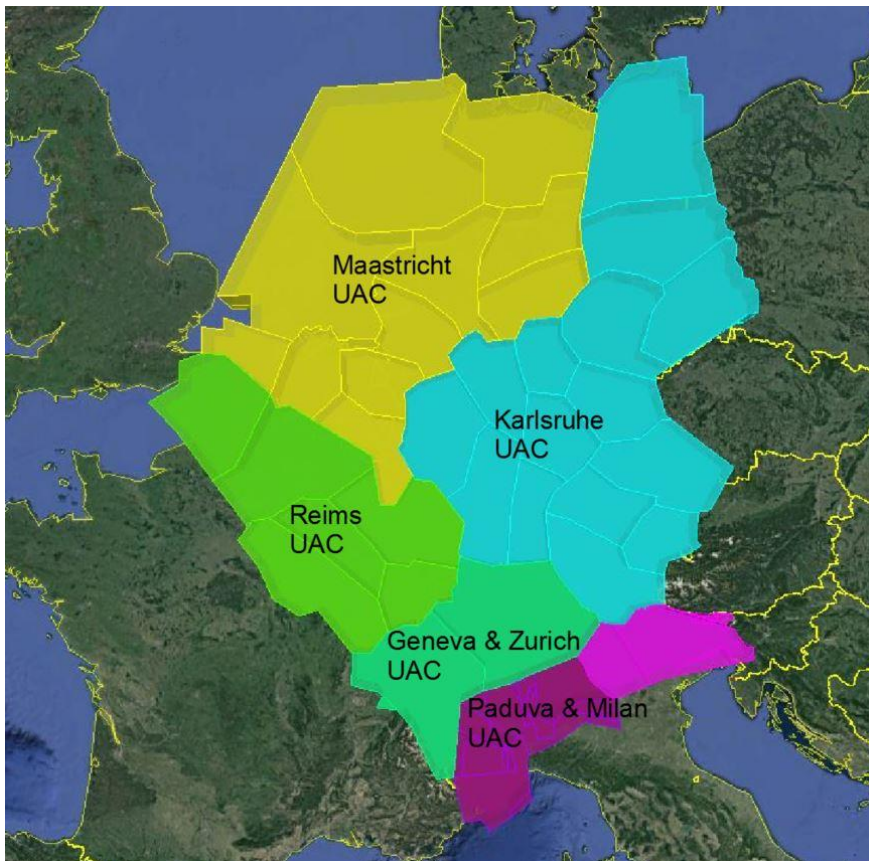 Maastricht
UAC
Karlsruhe
UAC
Reims
UAC
Geneva & Zurich
UAC
Paduva & Milan
UAC